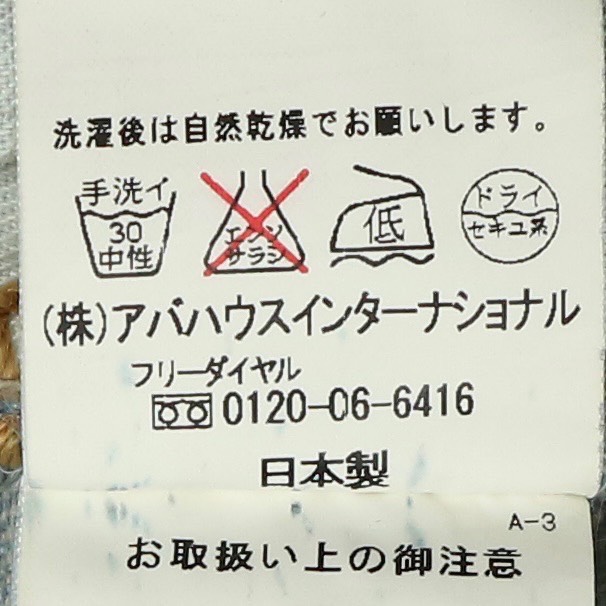 洗濯後は自然乾燥でお願いします。
手洗イ
30
中性
エンソ
サラシ
低
ドライ
セキユ系
(株)アバハウスインターナショナル
フリーダイヤル
0120-06-6416
日本製
A-3
お取扱い上の御注意